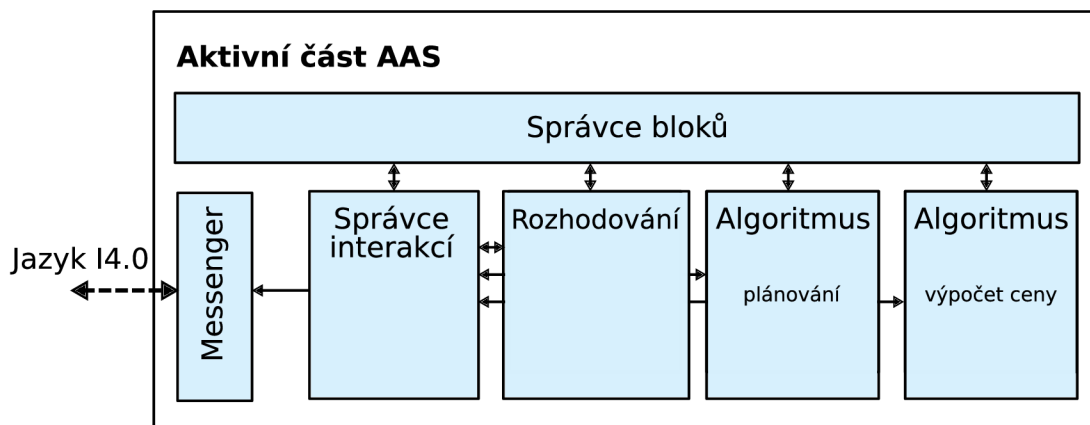 Aktivní část AAS
Správce bloků
Jazyk I4.0
Messenger
Správce
interakcí
Rozhodování
Algoritmus
plánování
Algoritmus
výpočet ceny